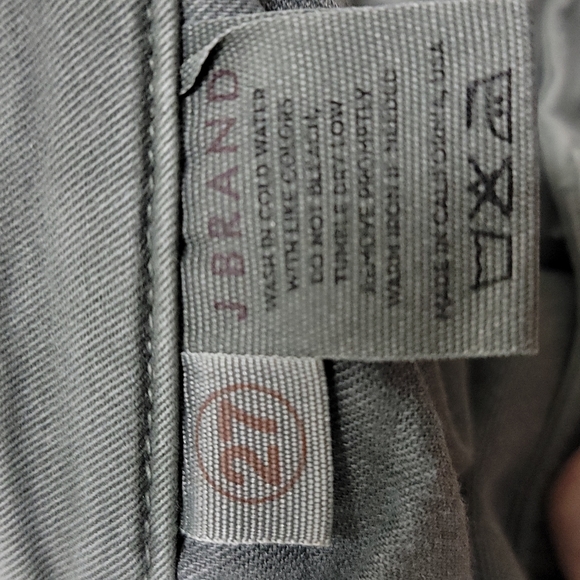 J BRAND
WASH IN COLD WATER
WITH LIKE COLORS
DO NOT BLEACH,
TUMBLE DRY LOW
REMOVE PROMPTLY
WARM IRON IF NEEDED
MADE IN CALIFORNIA, USA
27